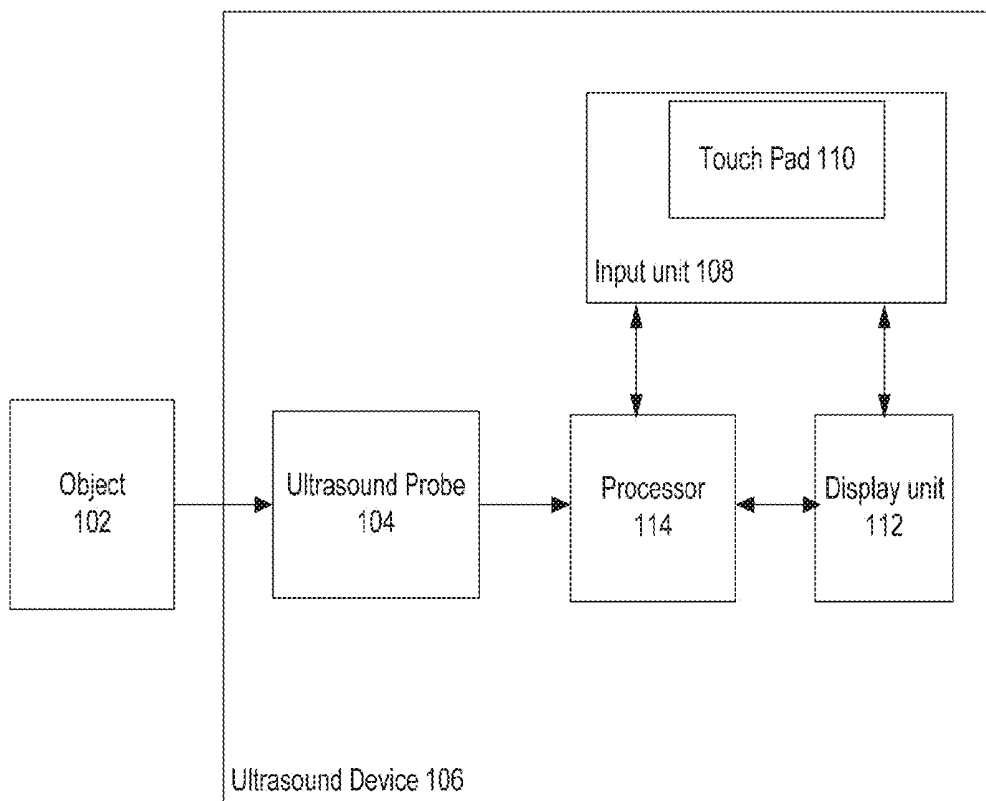 Touch Pad 110
Input unit 108
Object
102
Ultrasound Probe
104
Processor
114
Display unit
112
Ultrasound Device 106